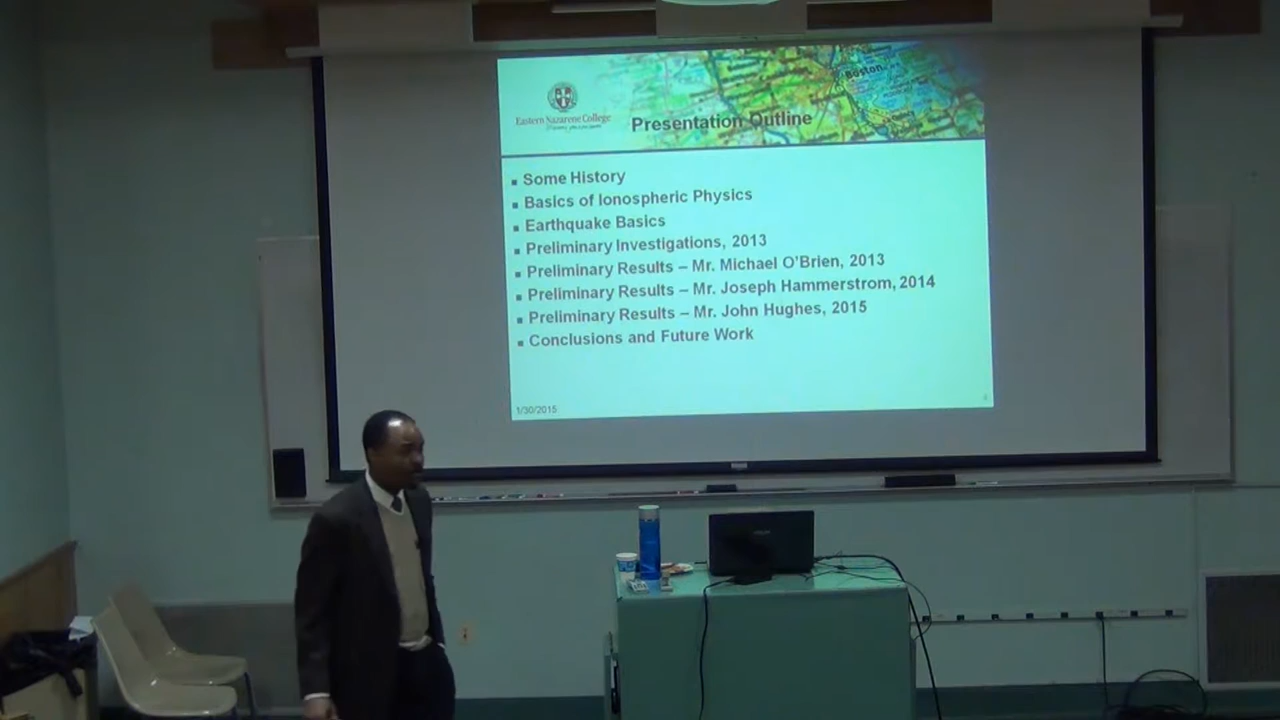 Boston
Eastern Nazarene College
Presentation Outline
Some History
Basics of Ionospheric Physics
Earthquake Basics
Preliminary Investigations, 2013
Preliminary Results – Mr. Michael O'Brien, 2013
Preliminary Results – Mr. Joseph Hammerstrom, 2014
Preliminary Results – Mr. John Hughes, 2015
Conclusions and Future Work
1/30/2015